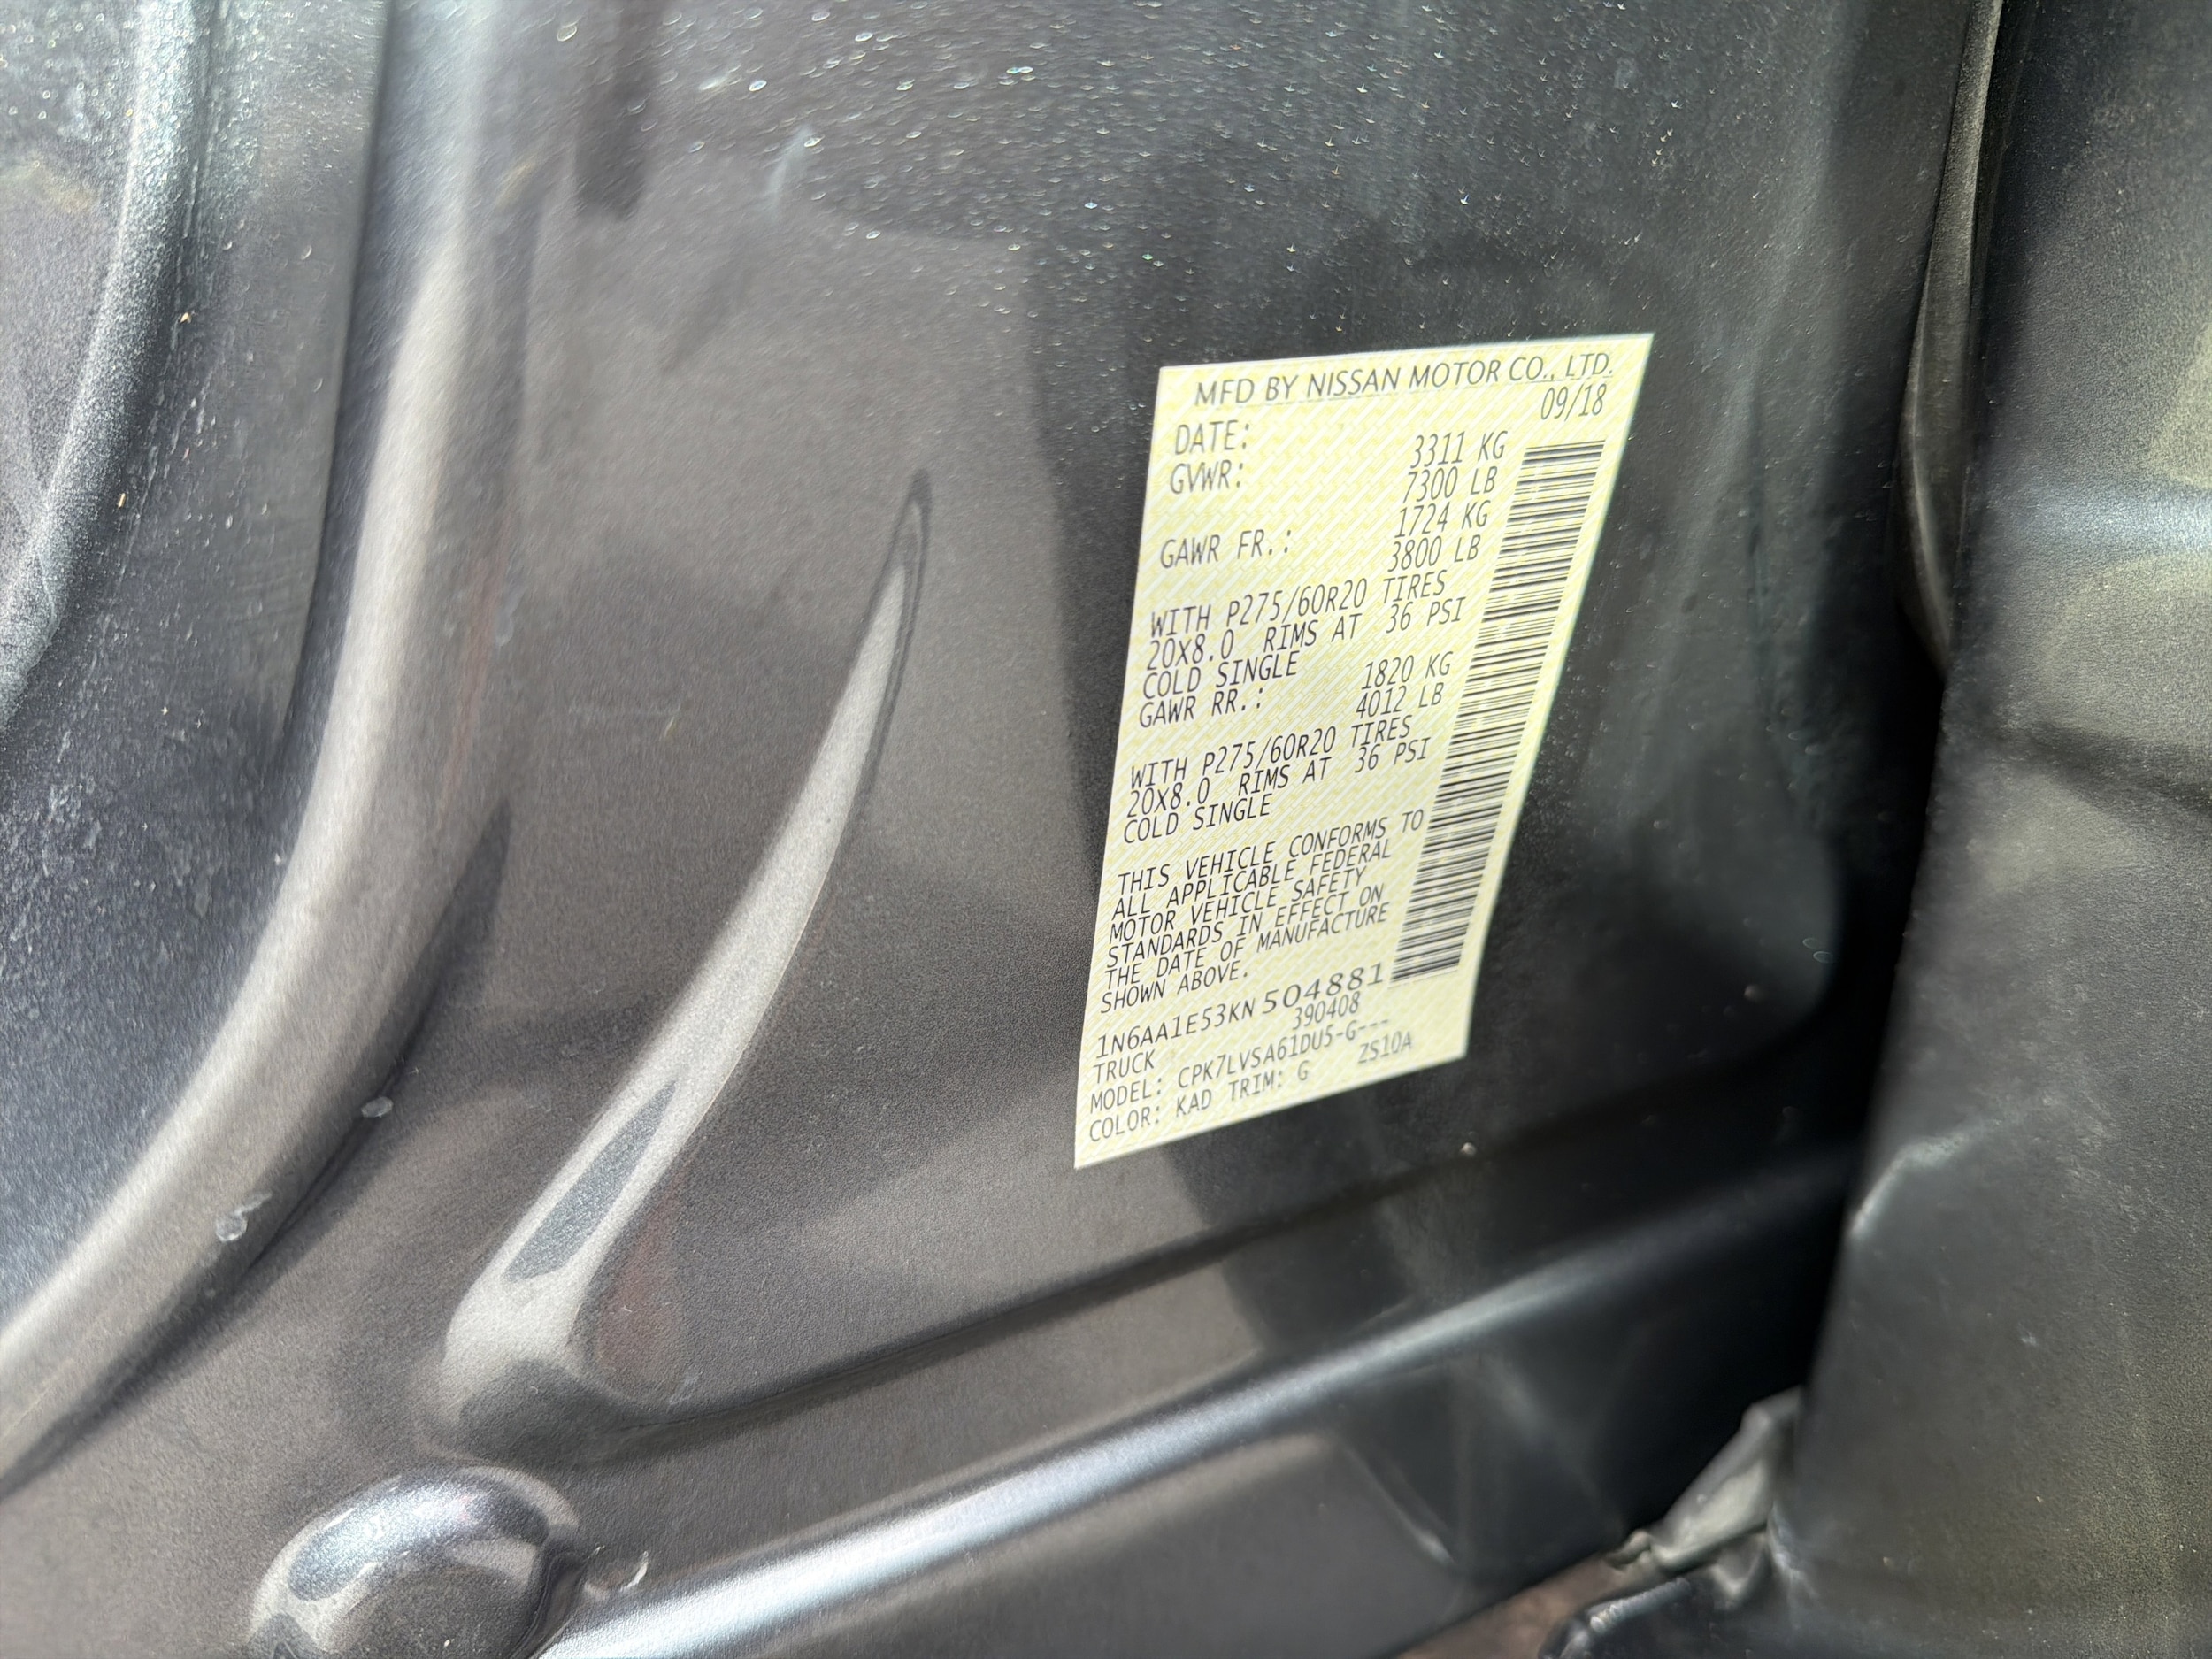 MFD BY NISSAN MOTOR CO., LTD.
DATE: 09/18
GVWR: 3311 KG
7300 LB
GAWR FR.: 1724 KG
3800 LB
WITH P275/60R20 TIRES
20X8.0 RIMS AT 36 PSI
COLD SINGLE
GAWR RR.: 1820 KG
4012 LB
WITH P275/60R20 TIRES
20X8.0 RIMS AT 36 PSI
COLD SINGLE
THIS VEHICLE CONFORMS TO
ALL APPLICABLE FEDERAL
MOTOR VEHICLE SAFETY
STANDARDS IN EFFECT ON
THE DATE OF MANUFACTURE
SHOWN ABOVE.
1N6AA1E53KN504881
TRUCK 390408
MODEL: CPK7LVSA61DU5-G---
COLOR: KAD TRIM: G ZS10A